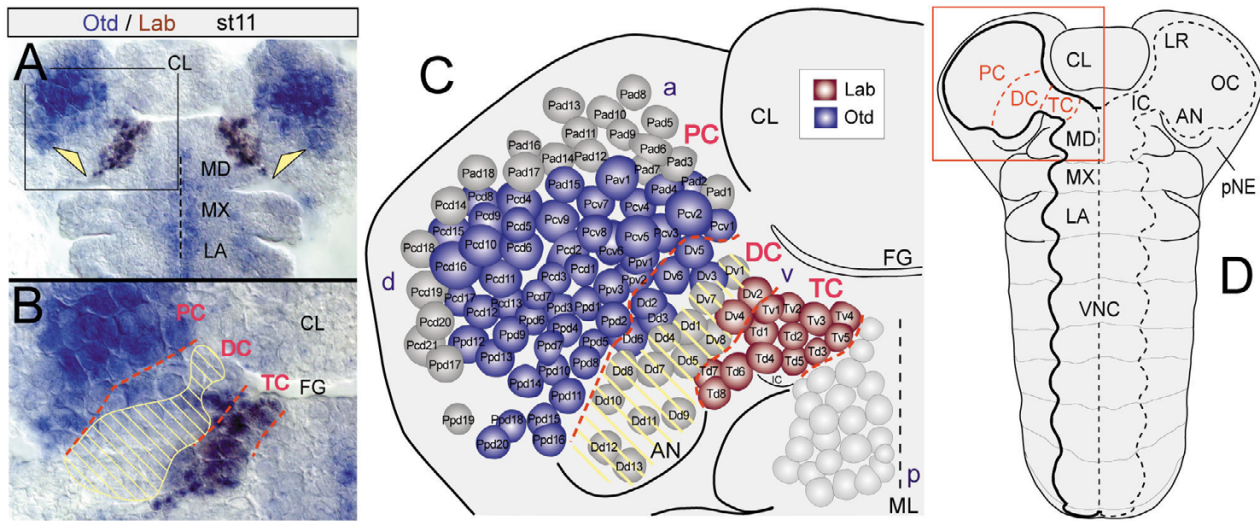 Otd / Lab st11
A
CL
MD
MX
LA
B
PC
DC
TC
CL
FG
C
a
PC
CL
Lab
Otd
d
DC
v
TC
FG
AN
IC
p
ML
Pad8
Pad13
Pad10
Pad5
Pad11
Pad9
Pad16
Pad6
Pad14
Pad12
Pad3
Pad18
Pad17
Pad7
Pad15
Pav1
Pad4
Pad2
Pad1
Pcd8
Pcd4
Pcv7
Pcv4
Pcd14
Pcd9
Pcv9
Pcv2
Pcd15
Pcd5
Pcv8
Pcv5
Pcv3
Pcv1
Pcd18
Pcd10
Pcd6
Pcd2
Pcv6
Dv5
Pcd16
Pcd1
Ppv1
Pcd11
Pcd3
Ppv2
Dv6
Dv3
Dv1
Pcd19
Pcd17
Pcd13
Pcd7
Ppv3
Dv7
Dv2
Pcd12
Ppd3
Ppd1
Dd2
Tv1
Tv2
Pcd20
Ppd6
Ppd2
Dd3
Dd1
Dv4
Tv3
Tv4
Pcd21
Ppd9
Ppd4
Td1
Td2
Tv5
Ppd12
Ppd5
Dd6
Dd4
Dv8
Ppd17
Ppd13
Ppd7
Ppd8
Dd5
Td4
Td5
Td3
Ppd10
Dd8
Dd7
Td7
Td6
Ppd14
Td8
Ppd11
Dd10
Ppd19
Ppd18
Ppd15
Dd11
Dd9
Ppd20
Ppd16
Dd12
Dd13
D
PC
DC
TC
CL
LR
OC
IC
AN
MD
MX
pNE
LA
VNC